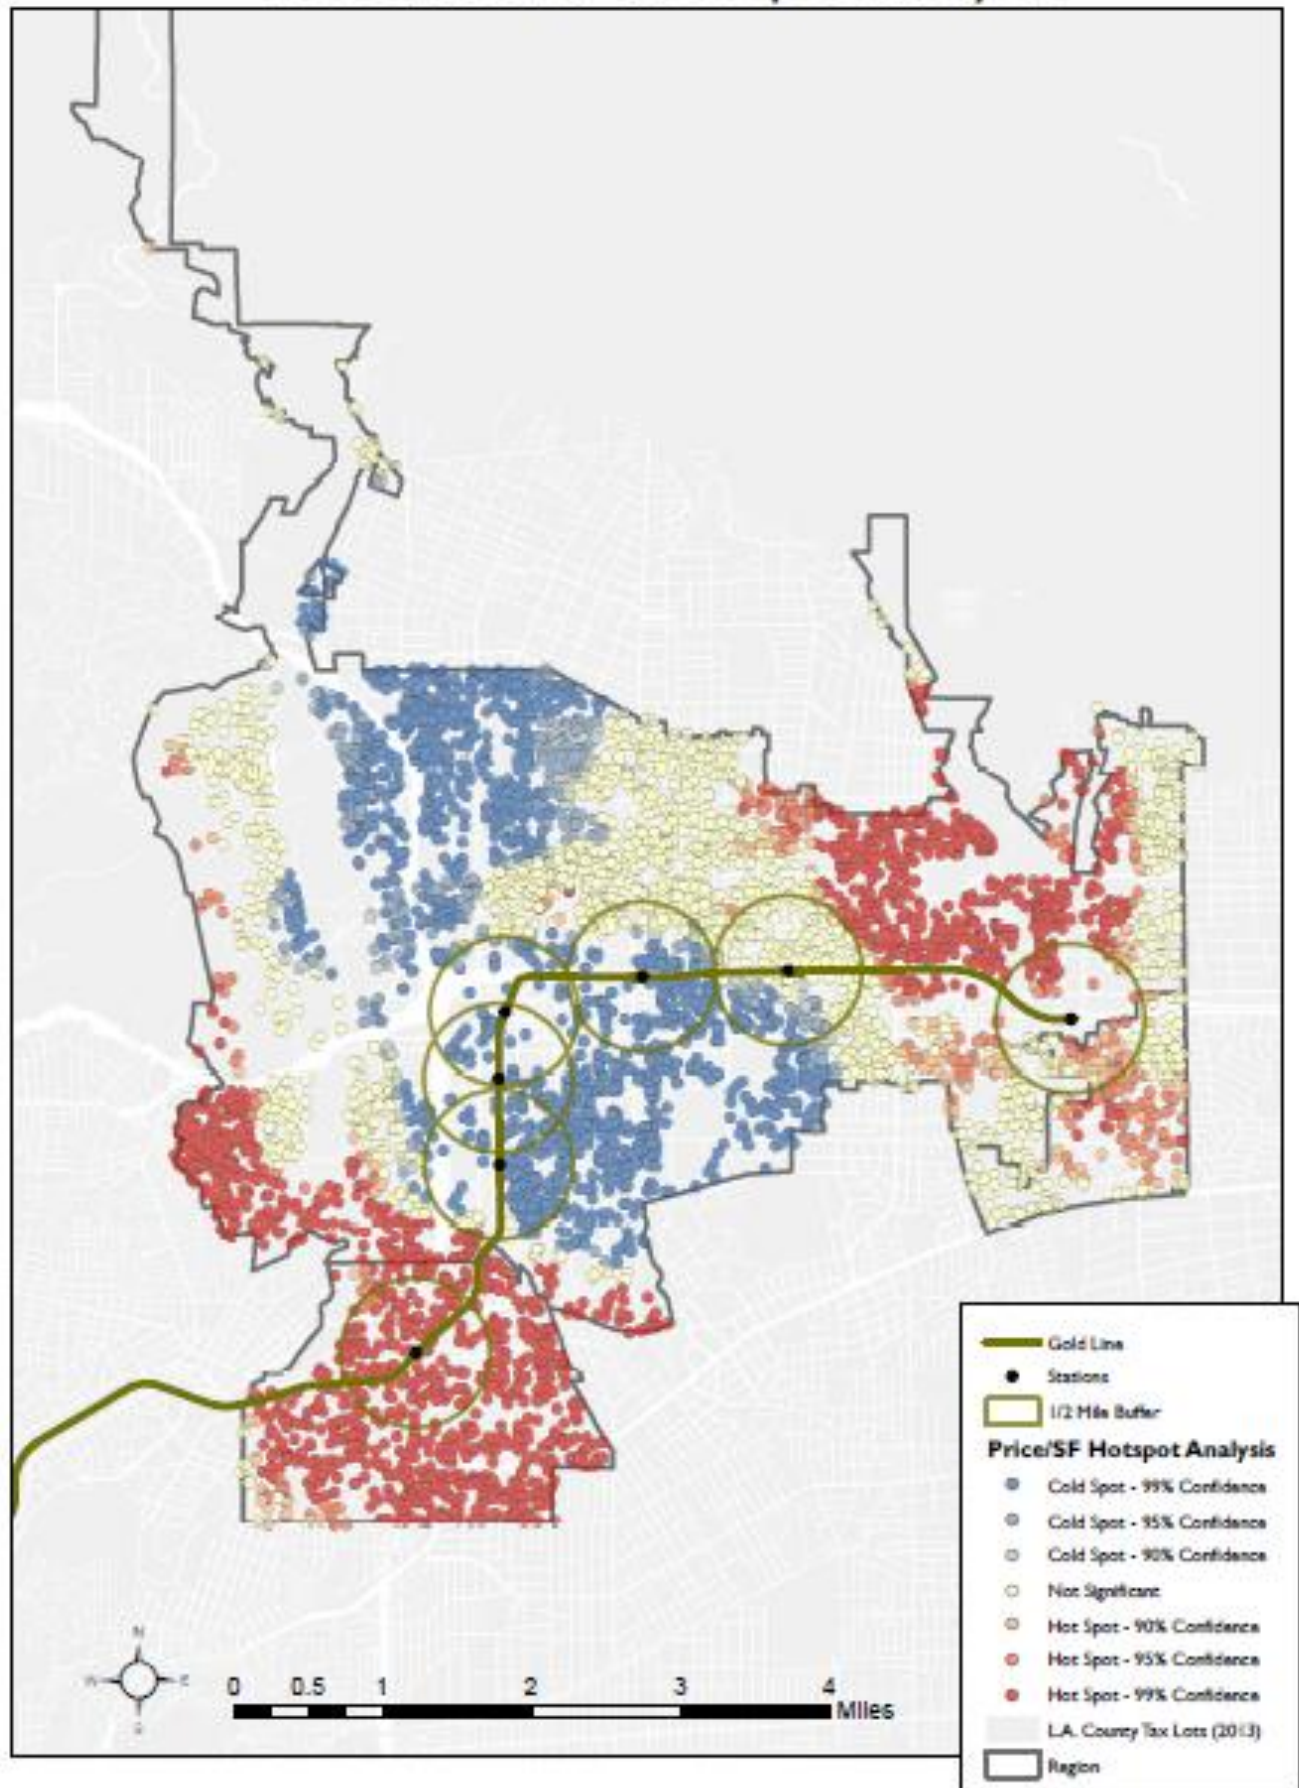 Gold Line
Stations
1/2 Mile Buffer
Price/SF Hotspot Analysis
Cold Spot - 99% Confidence
Cold Spot - 95% Confidence
Cold Spot - 90% Confidence
Not Significant
Hot Spot - 90% Confidence
Hot Spot - 95% Confidence
Hot Spot - 99% Confidence
L.A. County Tax Lots (2013)
Region
N
W E
S
0 0.5 1 2 3 4
Miles